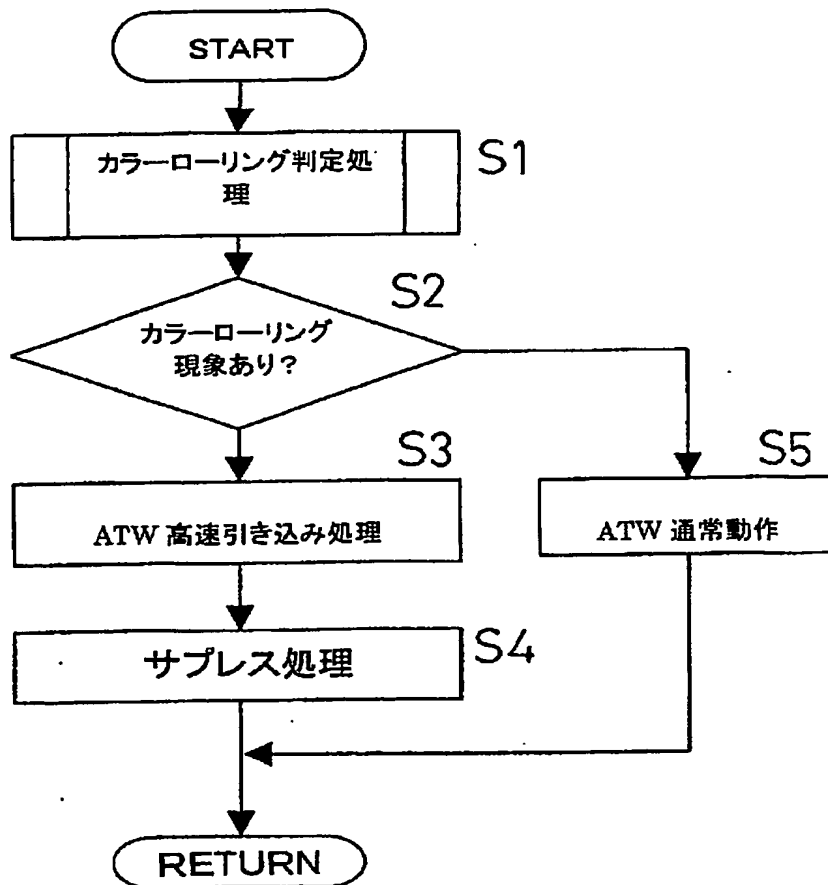 START
カラーローリング判定処
理
S1
S2
カラーローリング
現象あり?
S3
ATW 高速引き込み処理
S5
ATW 通常動作
サプレス処理
S4
RETURN